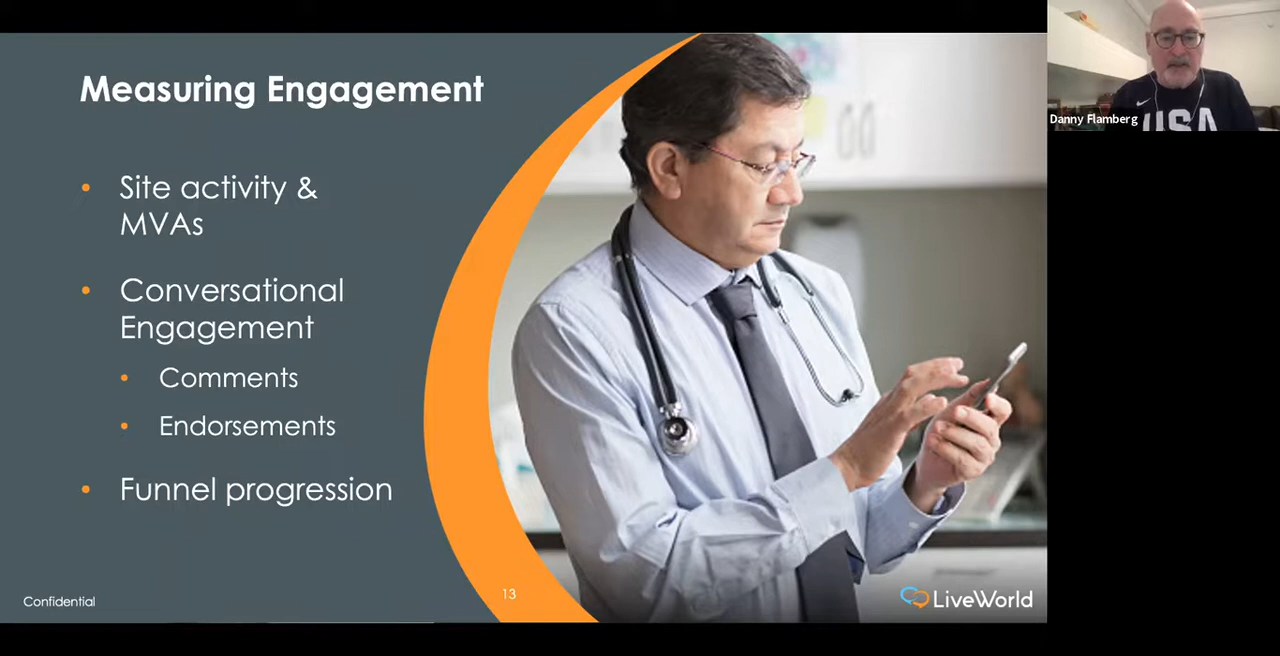 Measuring Engagement
Site activity &
MVAs
Conversational
Engagement
Comments
Endorsements
Funnel progression
Confidential
13
LiveWorld
Danny Flamberg
USA